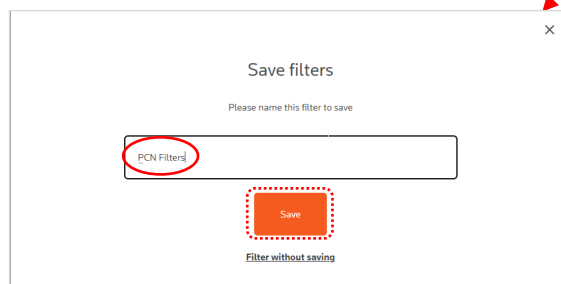 Save filters
Please name this filter to save
PCN Filters
Save
Filter without saving